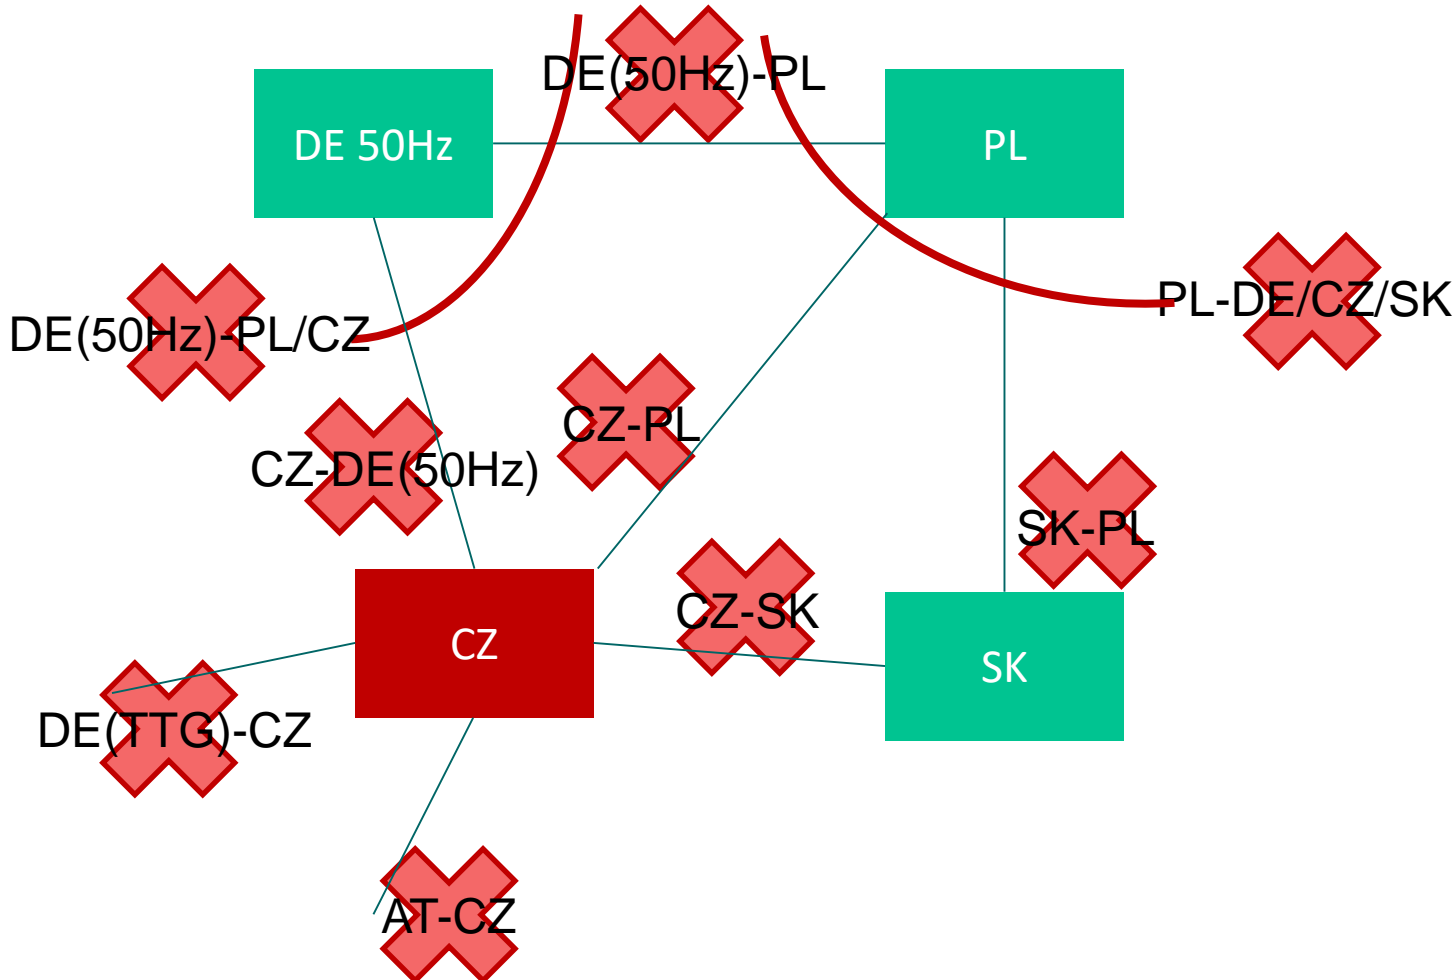 DE(50Hz)-PL
DE 50Hz
PL
PL-DE/CZ/SK
DE(50Hz)-PL/CZ
CZ-PL
CZ-DE(50Hz)
SK-PL
CZ-SK
CZ
SK
DE(TTG)-CZ
AT-CZ